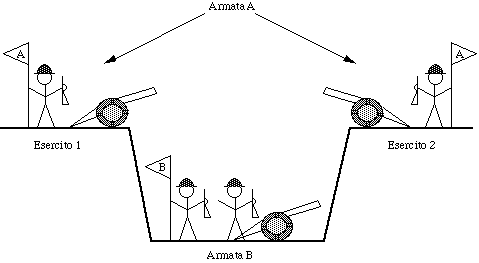 Armata A
A
A
Esercito 1
Esercito 2
B
Armata B